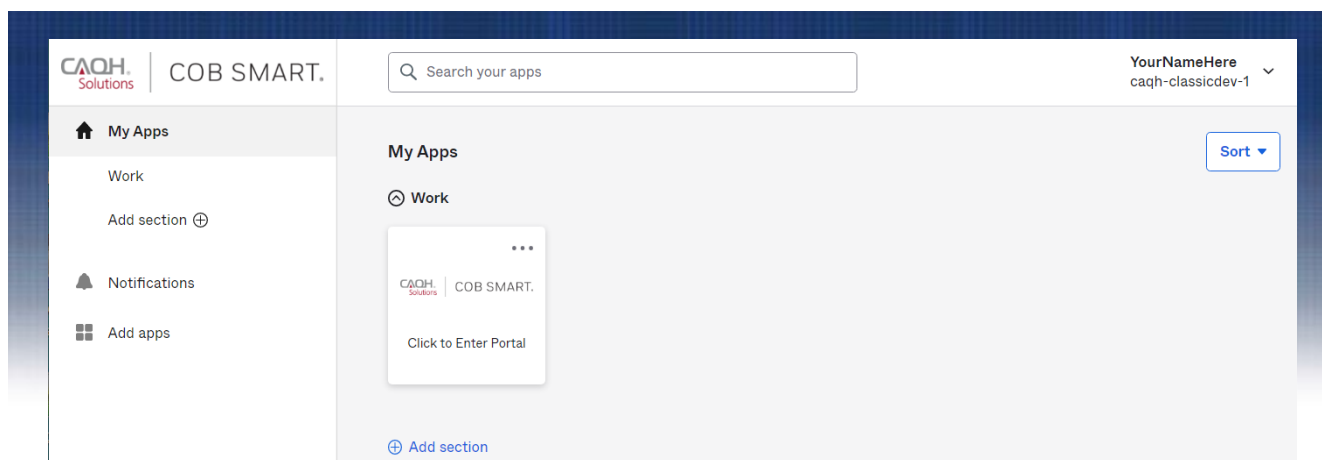 CAQH.
Solutions
COB SMART.
Search your apps
YourNameHere
caqh-classicdev-1
My Apps
Work
Add section
Notifications
Add apps
My Apps
Sort
Work
CAQH.
Solutions
COB SMART.
Click to Enter Portal
Add section